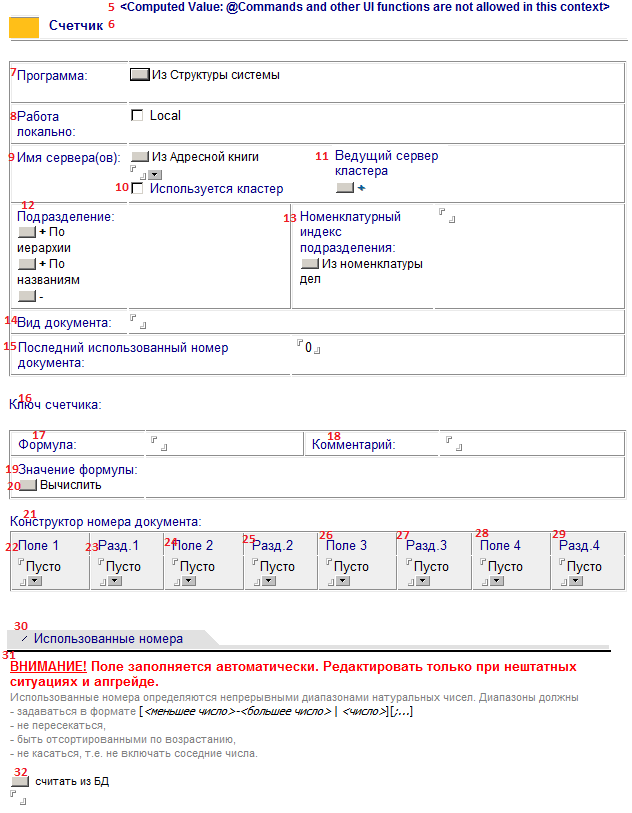 5 <Computed Value: @Commands and other UI functions are not allowed in this context>
Счетчик 6
7 Программа: Из Структуры системы
8 Работа локально: Local
9 Имя сервера(ов): Из Адресной книги
10 Используется кластер
11 Ведущий сервер кластера
+
12
Подразделение:
+ По иерархии
+ По названиям
-
13 Номенклатурный индекс подразделения:
Из номенклатуры дел
14 Вид документа:
15 Последний использованный номер документа: 0
16
Ключ счетчика:
17 18
Формула: Комментарий:
19 Значение формулы:
20 Вычислить
21
Конструктор номера документа:
22 Поле 1 23 Разд.1 24 Поле 2 25 Разд.2 26 Поле 3 27 Разд.3 28 Поле 4 29 Разд.4
Пусто Пусто Пусто Пусто Пусто Пусто Пусто Пусто
30
Использованные номера
31
ВНИМАНИЕ! Поле заполняется автоматически. Редактировать только при нештатных
ситуациях и апгрейде.
Использованные номера определяются непрерывными диапазонами натуральных чисел. Диапазоны должны
- задаваться в формате [<меньшее число>-<большее число> | <число>][;...]
- не пересекаться,
- быть отсортированными по возрастанию,
- не касаться, т.е. не включать соседние числа.
32
считать из БД